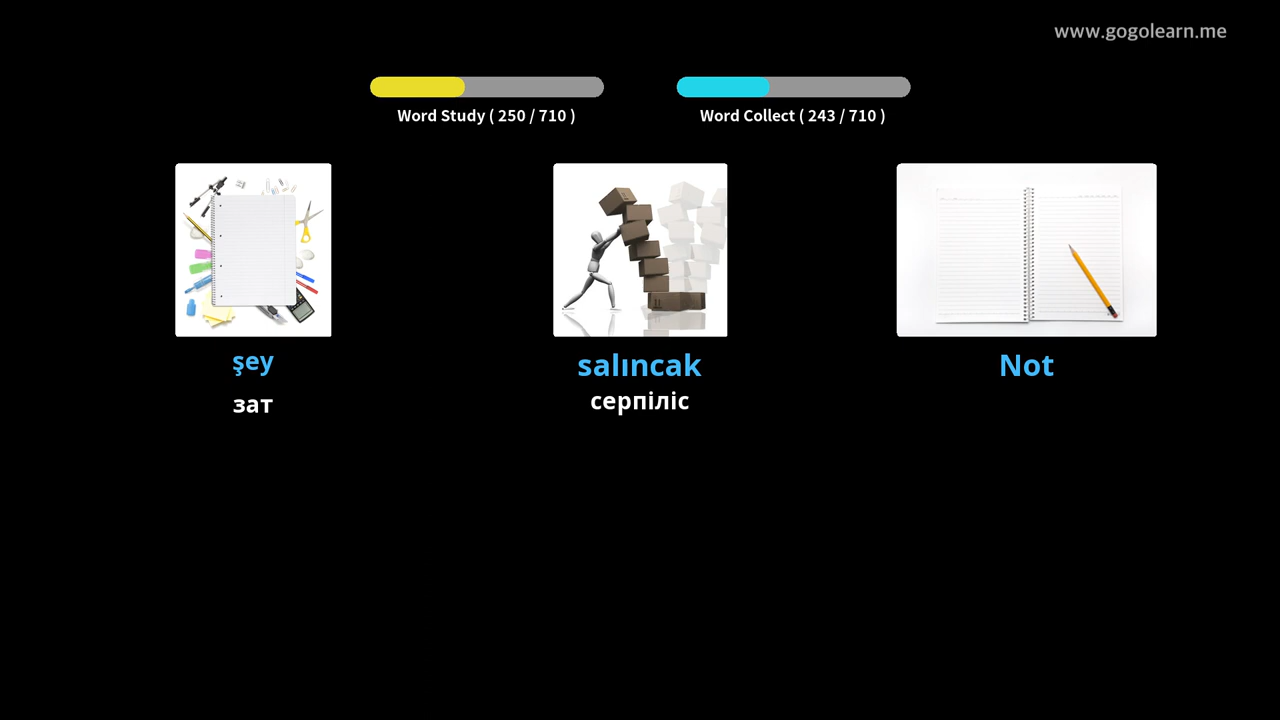 www.gogolearn.me
Word Study ( 250 / 710 )
Word Collect ( 243 / 710 )
şey
зат
salıncak
серпіліс
Not